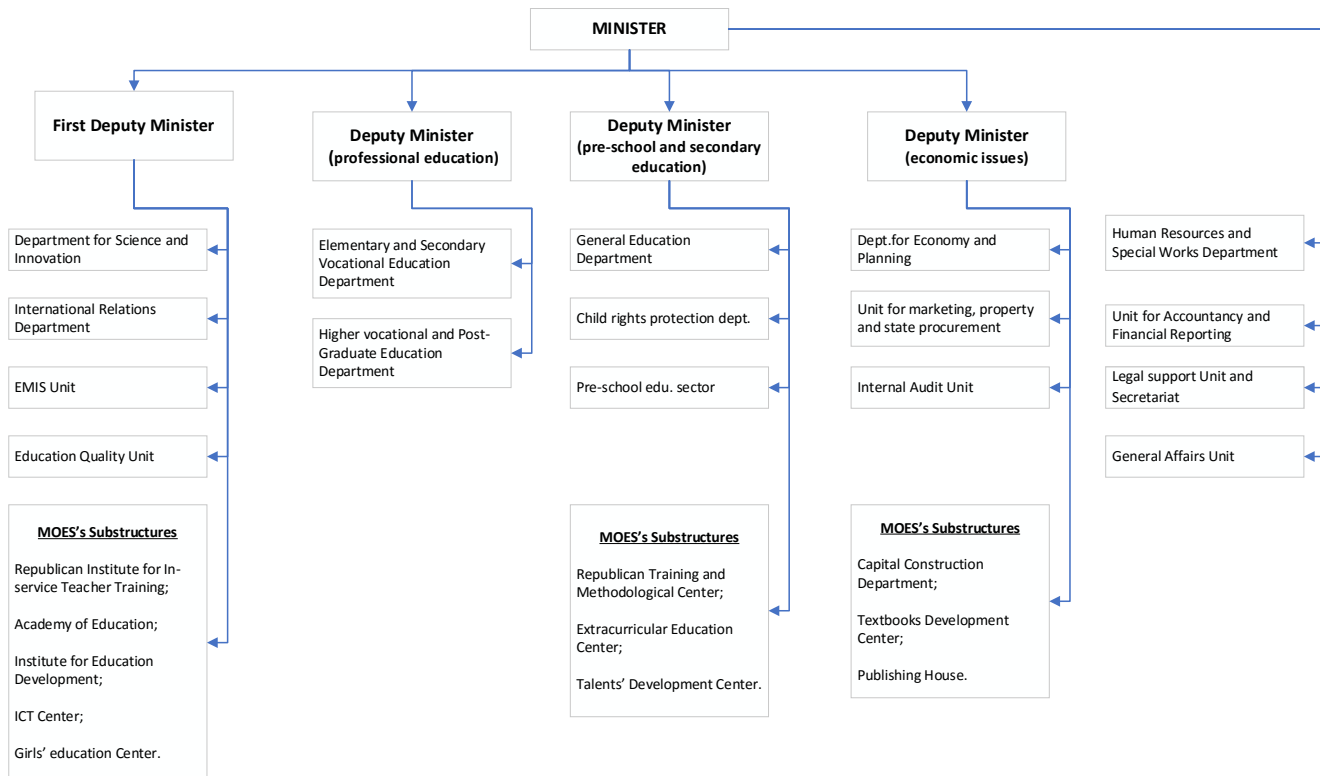 MINISTER
First Deputy Minister
Deputy Minister
(professional education)
Deputy Minister
(pre-school and secondary
education)
Deputy Minister
(economic issues)
Department for Science and
Innovation
International Relations
Department
EMIS Unit
Education Quality Unit
MOES's Substructures
Republican Institute for In-
service Teacher Training;
Academy of Education;
Institute for Education
Development;
ICT Center;
Girls' education Center.
Elementary and Secondary
Vocational Education
Department
Higher vocational and Post-
Graduate Education
Department
General Education
Department
Child rights protection dept.
Pre-school edu. sector
MOES's Substructures
Republican Training and
Methodological Center;
Extracurricular Education
Center;
Talents' Development Center.
Dept.for Economy and
Planning
Unit for marketing, property
and state procurement
Internal Audit Unit
MOES's Substructures
Capital Construction
Department;
Textbooks Development
Center;
Publishing House.
Human Resources and
Special Works Department
Unit for Accountancy and
Financial Reporting
Legal support Unit and
Secretariat
General Affairs Unit